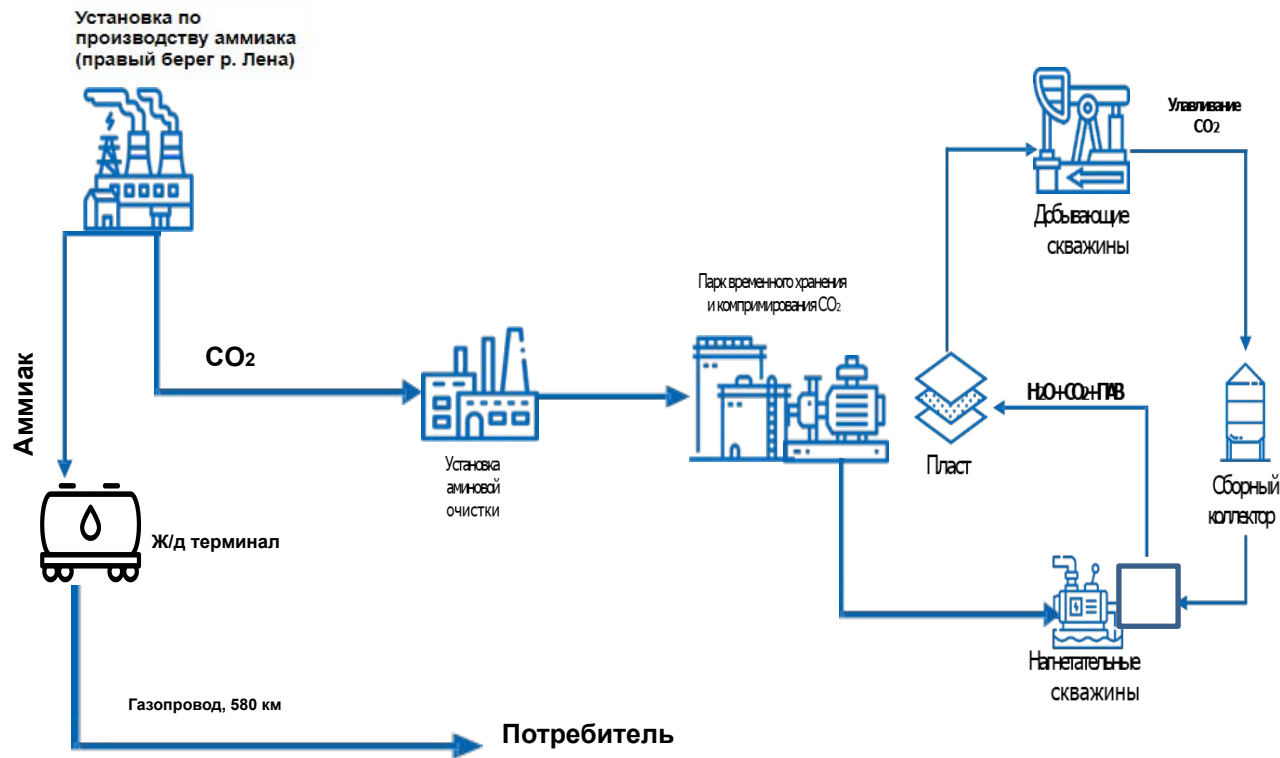 Установка по
производству аммиака
(правый берег р. Лена)
Улавливание
CO2
Добывающие
скважины
Парк временного хранения
и компримирования CO2
CO2
Аммиак
H2O+CO2+ПАВ
Пласт
Установка
аминовой
очистки
Сборный
коллектор
Ж/д терминал
Нагнетательные
скважины
Газопровод, 580 км
Потребитель